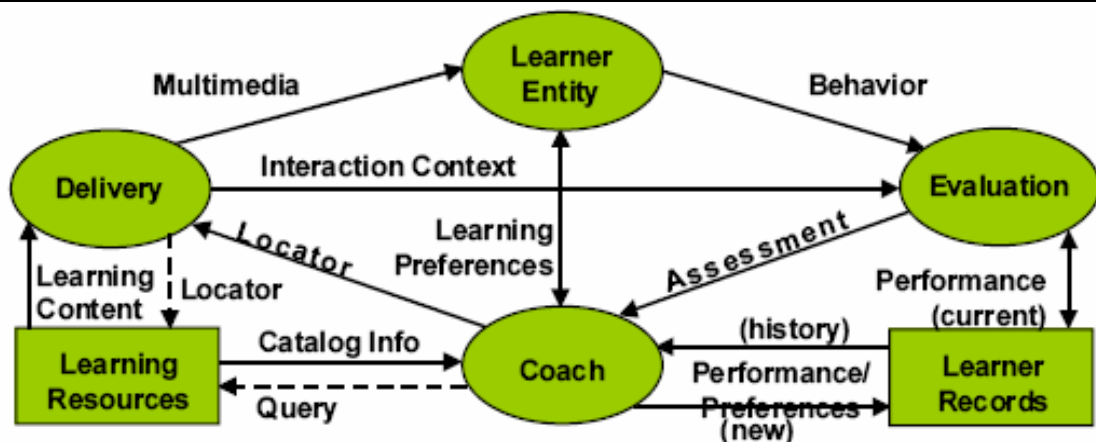 Learner
Entity
Multimedia
Behavior
Delivery
Interaction Context
Evaluation
Locator
Learning
Preferences
Assessment
Learning
Content
Locator
Performance
(current)
Learning
Resources
Catalog Info
Query
Coach
(history)
Performance/
Preferences
(new)
Learner
Records